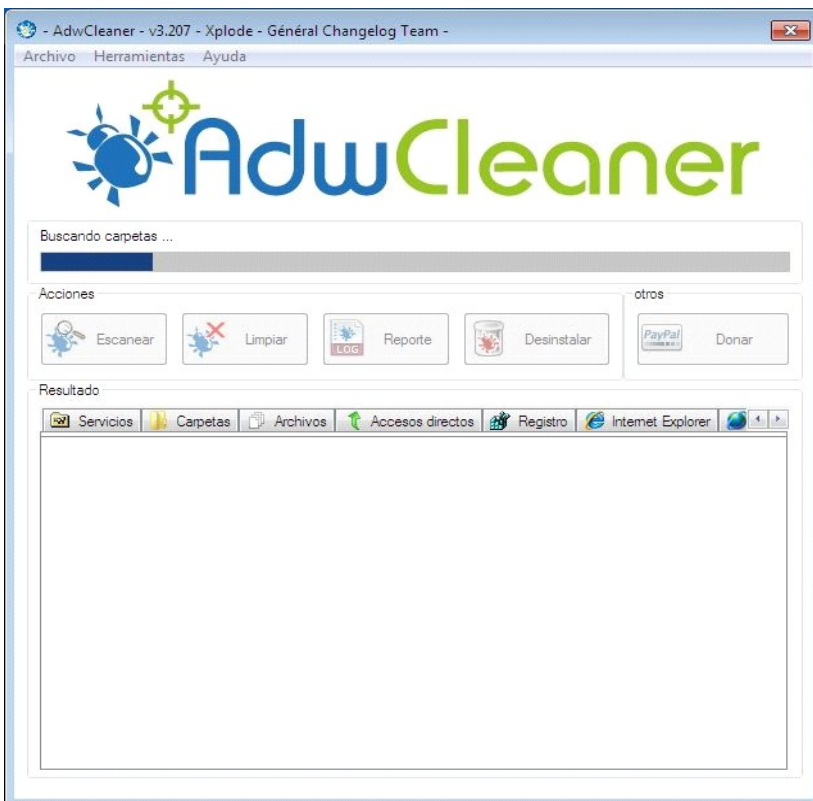 - AdwCleaner - v3.207 - Xplode - Général Changelog Team -
Archivo Herramientas Ayuda
AdwCleaner
Buscando carpetas ...
Acciones
otros
Escanear
Limpiar
LOG
Reporte
Desinstalar
PayPal
Donar
Resultado
Servicios Carpetas Archivos Accesos directos Registro Internet Explorer